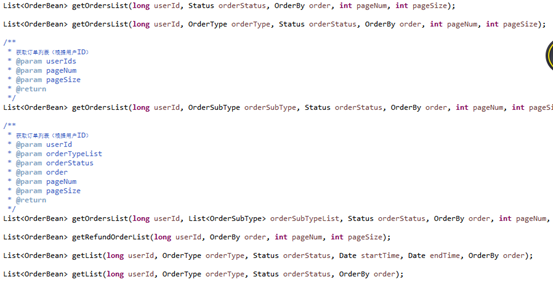 List<OrderBean> getOrdersList(long userId, Status orderStatus, OrderBy order, int pageNum, int pageSize);
List<OrderBean> getOrdersList(long userId, OrderType orderType, Status orderStatus, OrderBy order, int pageNum, int pageSize);
/**
* 获取订单列表（根据用户ID）
* @param userIds
* @param pageNum
* @param pageSize
* @return
*/
List<OrderBean> getOrdersList(long userId, OrderSubType orderSubType, Status orderStatus, OrderBy order, int pageNum, int pageSi
/**
* 获取订单列表（根据用户ID）
* @param userId
* @param orderTypeList
* @param orderStatus
* @param order
* @param pageNum
* @param pageSize
* @return
*/
List<OrderBean> getOrdersList(long userId, List<OrderSubType> orderSubTypeList, Status orderStatus, OrderBy order, int pageNum,
List<OrderBean> getRefundOrderList(long userId, OrderBy order, int pageNum, int pageSize);
List<OrderBean> getList(long userId, OrderType orderType, Status orderStatus, Date startTime, Date endTime, OrderBy order);
List<OrderBean> getList(long userId, OrderType orderType, Status orderStatus, OrderBy order);